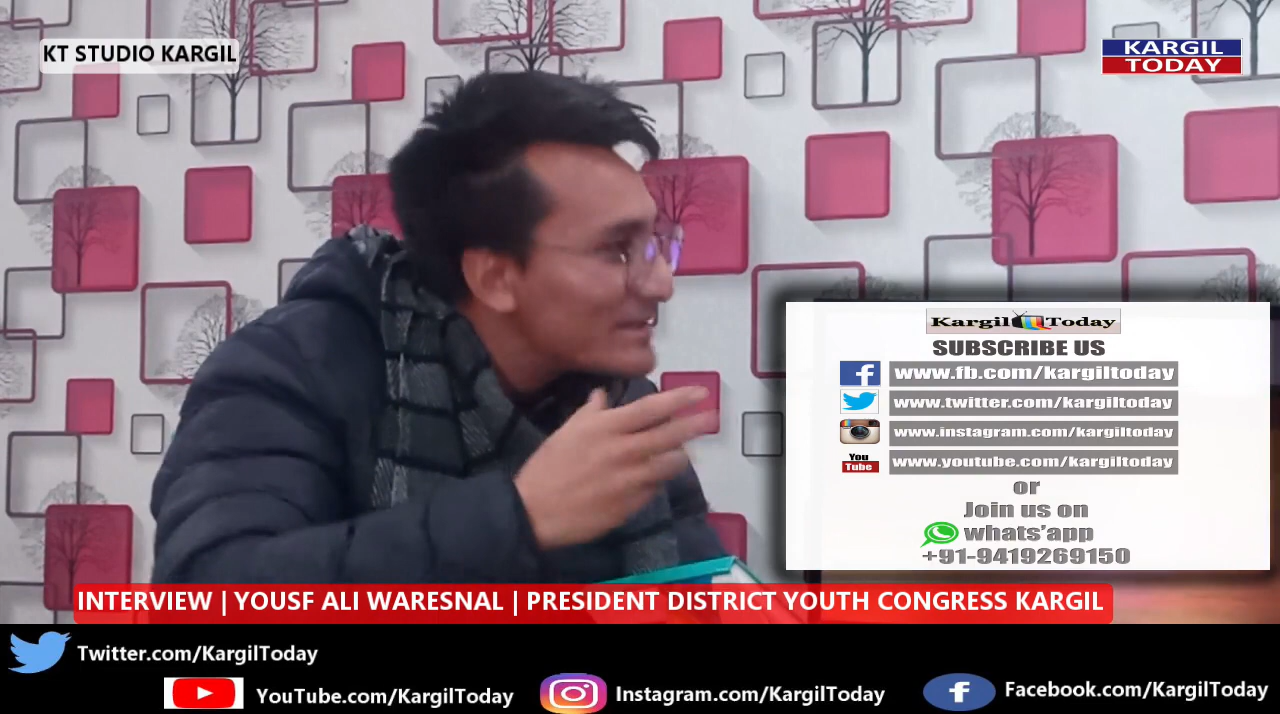 KT STUDIO KARGIL
KARGIL
TODAY
Kargil Today
SUBSCRIBE US
www.fb.com/kargiltoday
www.twitter.com/kargiltoday
www.instagram.com/kargiltoday
You
Tube
www.youtube.com/kargiltoday
or
Join us on
whats'app
+91-9419269150
INTERVIEW | YOUSF ALI WARESNAL | PRESIDENT DISTRICT YOUTH CONGRESS KARGIL
Twitter.com/KargilToday
YouTube.com/KargilToday
Instagram.com/KargilToday
Facebook.com/KargilToday